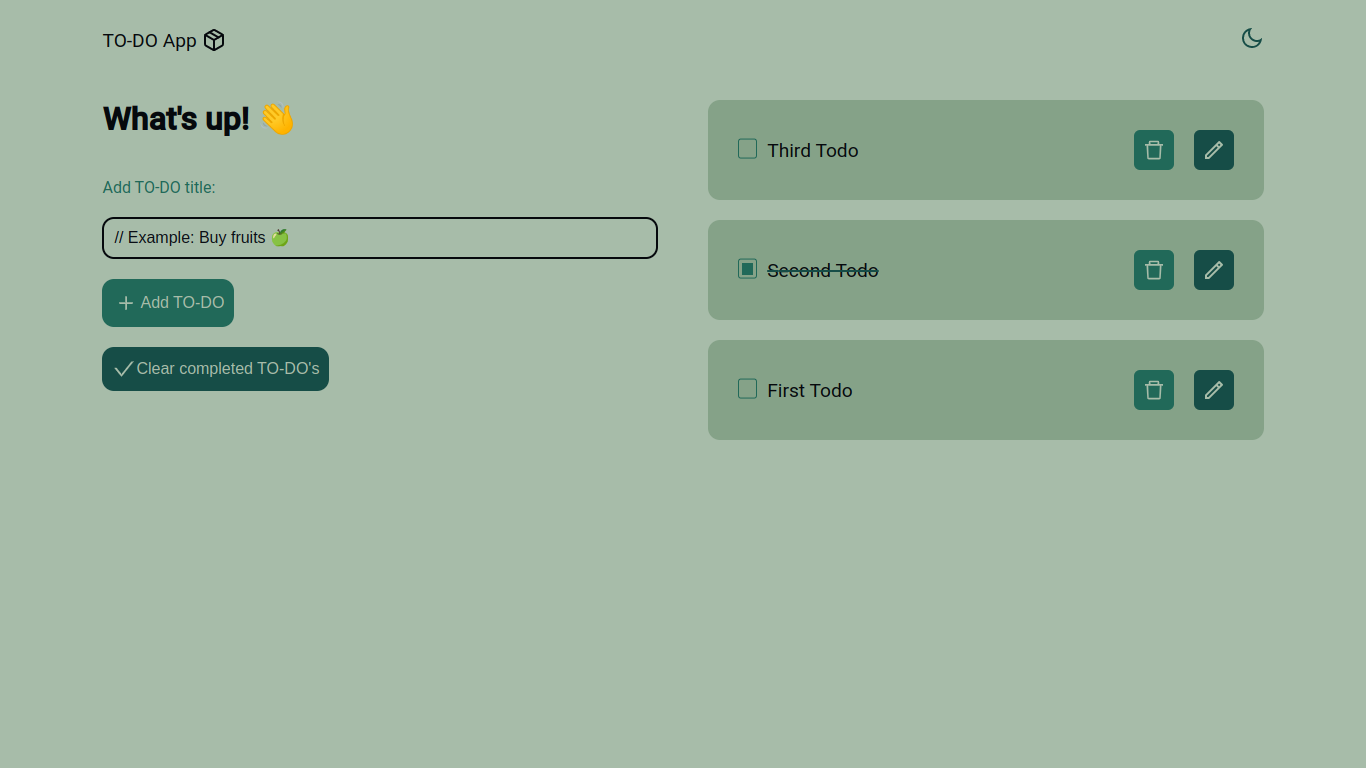 TO-DO App
What's up! 👋
Add TO-DO title:
// Example: Buy fruits 🍏
Add TO-DO
Clear completed TO-DO's
Third Todo
Second Todo
First Todo